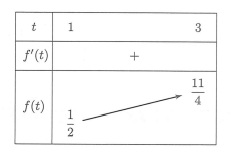 t 1 3
f'(t) +
f(t) 1/2 11/4